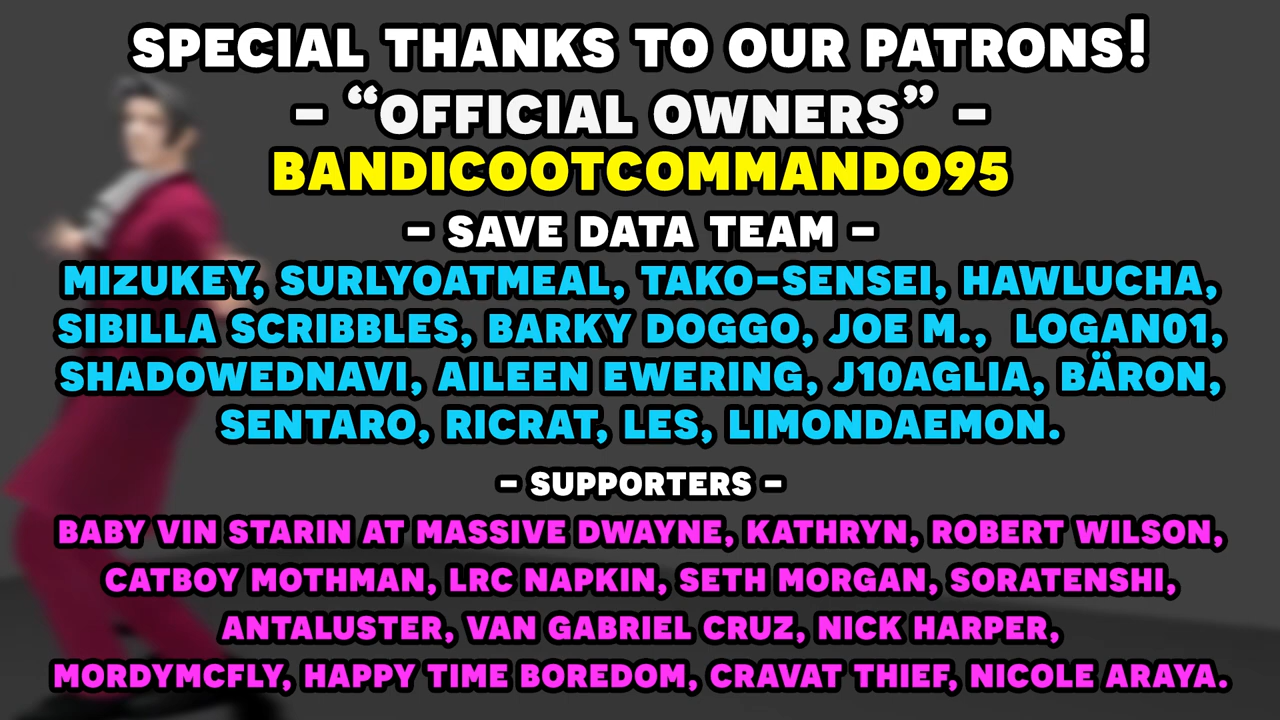 SPECIAL THANKS TO OUR PATRONS!
- “OFFICIAL OWNERS” -
BANDICOOTCOMMANDO95
- SAVE DATA TEAM -
MIZUKEY, SURLYOATMEAL, TAKO-SENSEI, HAWLUCHA,
SIBILLA SCRIBBLES, BARKY DOGGO, JOE M., LOGAN01,
SHADOWEDNAVI, AILEEN EWERING, J10AGLIA, BÄRON,
SENTARO, RICRAT, LES, LIMONDAEMON.
- SUPPORTERS -
BABY VIN STARIN AT MASSIVE DWAYNE, KATHRYN, ROBERT WILSON,
CATBOY MOTHMAN, LRC NAPKIN, SETH MORGAN, SORATENSHI,
ANTALUSTER, VAN GABRIEL CRUZ, NICK HARPER,
MORDYMCFLY, HAPPY TIME BOREDOM, CRAVAT THIEF, NICOLE ARAYA.